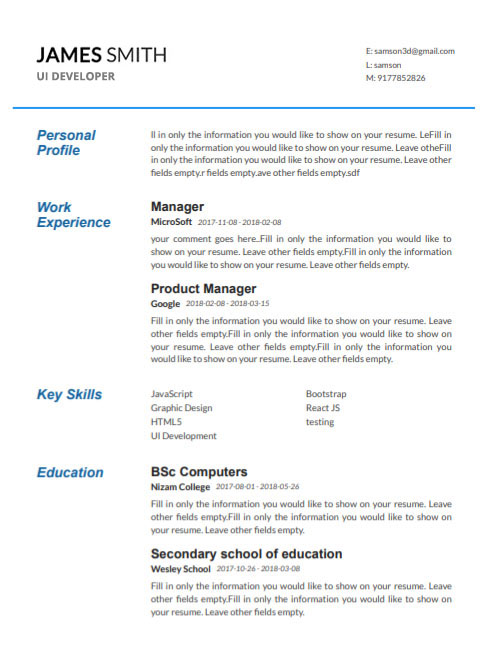 JAMES SMITH
UI DEVELOPER
E: samson3d@gmail.com
L: samson
M: 9177852826
Personal
Profile
ll in only the information you would like to show on your resume. LeFill in
only the information you would like to show on your resume. Leave otheFill
in only the information you would like to show on your resume. Leave other
fields empty.r fields empty.ave other fields empty.sdf
Work
Experience
Manager
MicroSoft 2017-11-08 - 2018-02-08
your comment goes here..Fill in only the information you would like to
show on your resume. Leave other fields empty.Fill in only the information
you would like to show on your resume. Leave other fields empty.
Product Manager
Google 2018-02-08 - 2018-03-15
Fill in only the information you would like to show on your resume. Leave
other fields empty.Fill in only the information you would like to show on
your resume. Leave other fields empty.Fill in only the information you
would like to show on your resume. Leave other fields empty.
Key Skills
JavaScript
Graphic Design
HTML5
UI Development
Bootstrap
React JS
testing
Education
BSc Computers
Nizam College 2017-08-01 - 2018-05-26
Fill in only the information you would like to show on your resume. Leave
other fields empty.Fill in only the information you would like to show on
your resume. Leave other fields empty.
Secondary school of education
Wesley School 2017-10-26 - 2018-03-08
Fill in only the information you would like to show on your resume. Leave
other fields empty.Fill in only the information you would like to show on
your resume. Leave other fields empty.